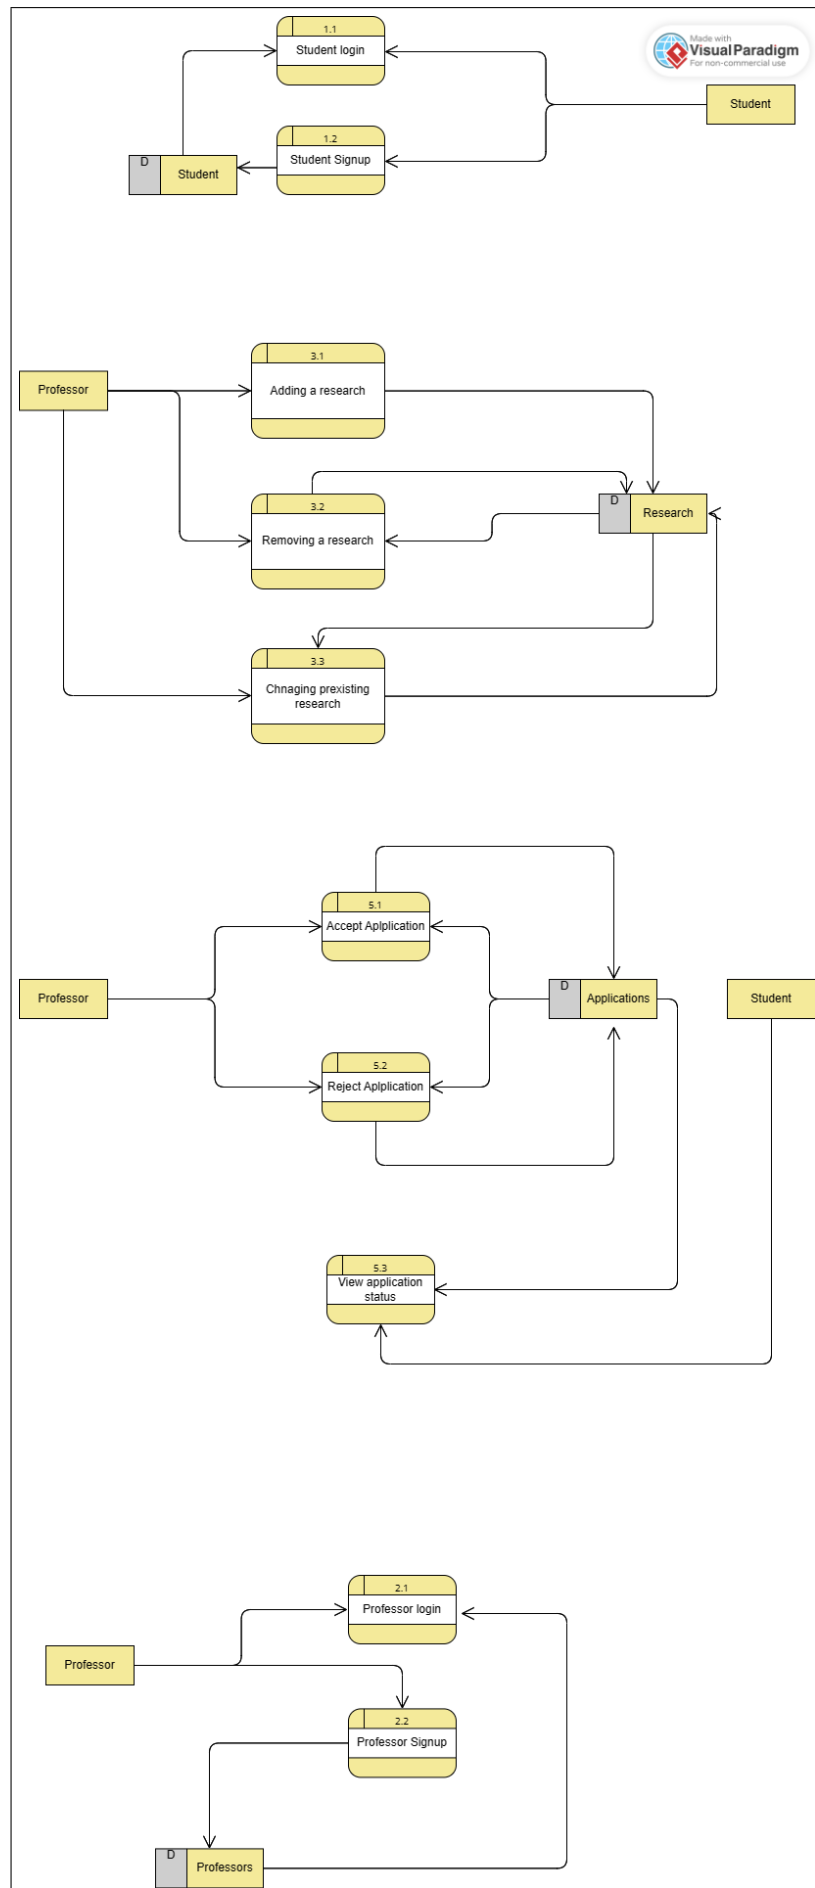 1.1
Student login
Made with
Visual Paradigm
For non-commercial use
Student
1.2
Student Signup
D
Student
3.1
Adding a research
Professor
3.2
Removing a research
D
Research
3.3
Chnaging prexisting
research
5.1
Accept Aplplication
Professor
D
Applications
Student
5.2
Reject Aplplication
5.3
View application
status
2.1
Professor login
Professor
2.2
Professor Signup
D
Professors